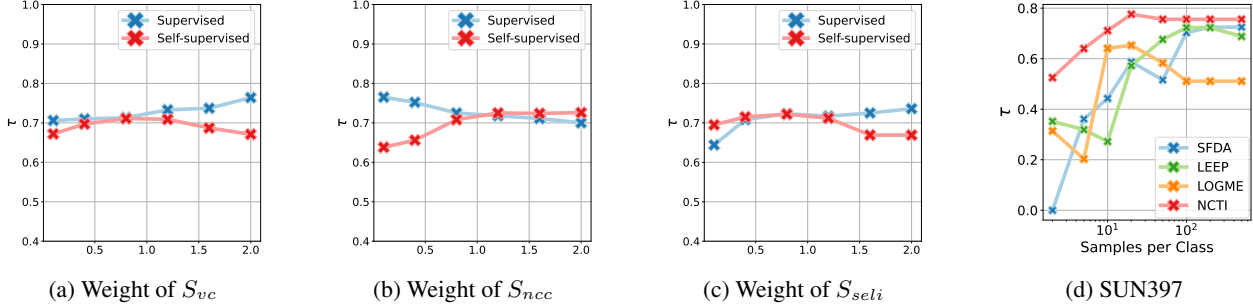 1.0
0.9
0.8
0.7
0.6
0.5
0.4
τ
0.5 1.0 1.5 2.0
Supervised
Self-supervised
(a) Weight of S_vc
1.0
0.9
0.8
0.7
0.6
0.5
0.4
τ
0.5 1.0 1.5 2.0
Supervised
Self-supervised
(b) Weight of S_ncc
1.0
0.9
0.8
0.7
0.6
0.5
0.4
τ
0.5 1.0 1.5 2.0
Supervised
Self-supervised
(c) Weight of S_seli
0.8
0.6
0.4
0.2
0.0
τ
SFDA
LEEP
LOGME
NCTI
10¹ 10²
Samples per Class
(d) SUN397